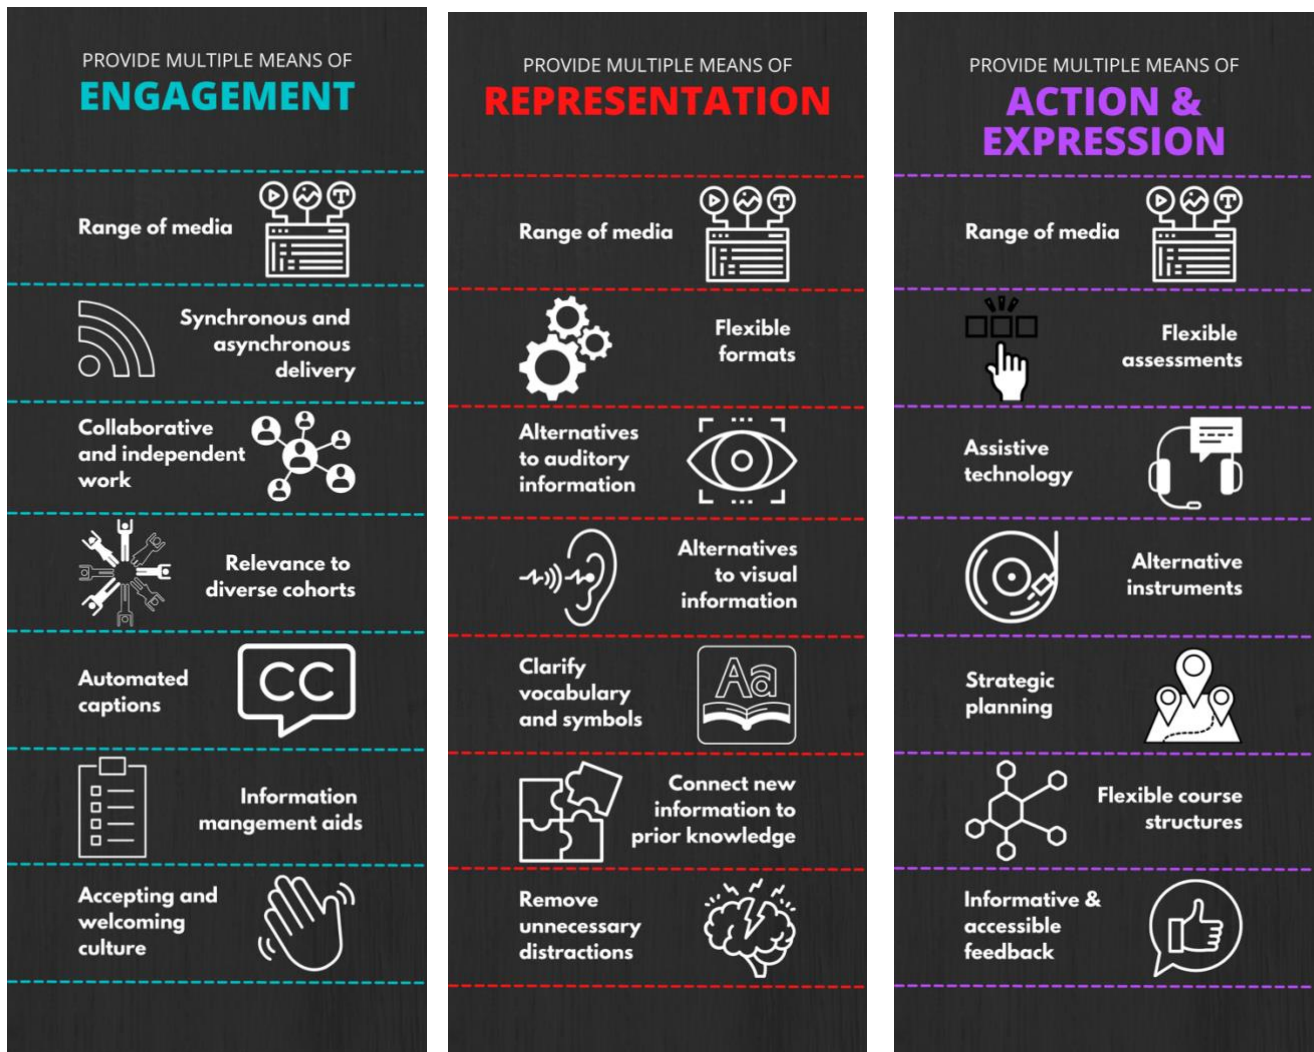 PROVIDE MULTIPLE MEANS OF
ENGAGEMENT
Range of media
Synchronous and
asynchronous
delivery
Collaborative
and independent
work
Relevance to
diverse cohorts
Automated
captions
CC
Information
mangement aids
Accepting and
welcoming
culture
PROVIDE MULTIPLE MEANS OF
REPRESENTATION
Range of media
Flexible
formats
Alternatives
to auditory
information
Alternatives
to visual
information
Clarify
vocabulary
and symbols
Aa
Connect new
information to
prior knowledge
Remove
unnecessary
distractions
PROVIDE MULTIPLE MEANS OF
ACTION &
EXPRESSION
Range of media
Flexible
assessments
Assistive
technology
Alternative
instruments
Strategic
planning
Flexible course
structures
Informative &
accessible
feedback